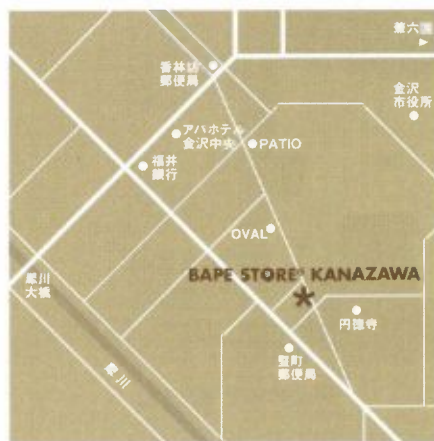 兼六園
香林坊
郵便局
金沢
市役所
アパホテル
金沢中央
PATIO
福井
銀行
OVAL
BAPE STORE® KANAZAWA
犀川
大橋
円徳寺
竪町
郵便局
犀川